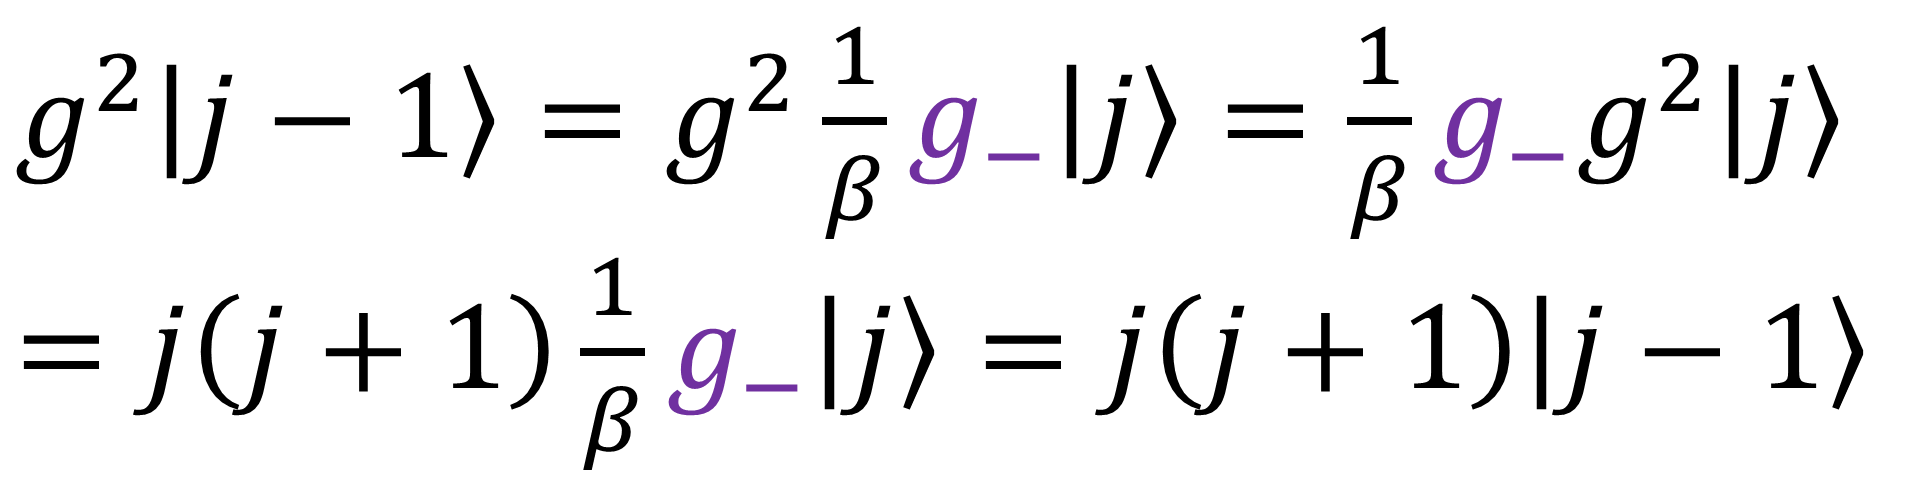 g²|j − 1⟩ = g² 1/β g₋|j⟩ = 1/β g₋g²|j⟩
= j(j + 1) 1/β g₋|j⟩ = j(j + 1)|j − 1⟩